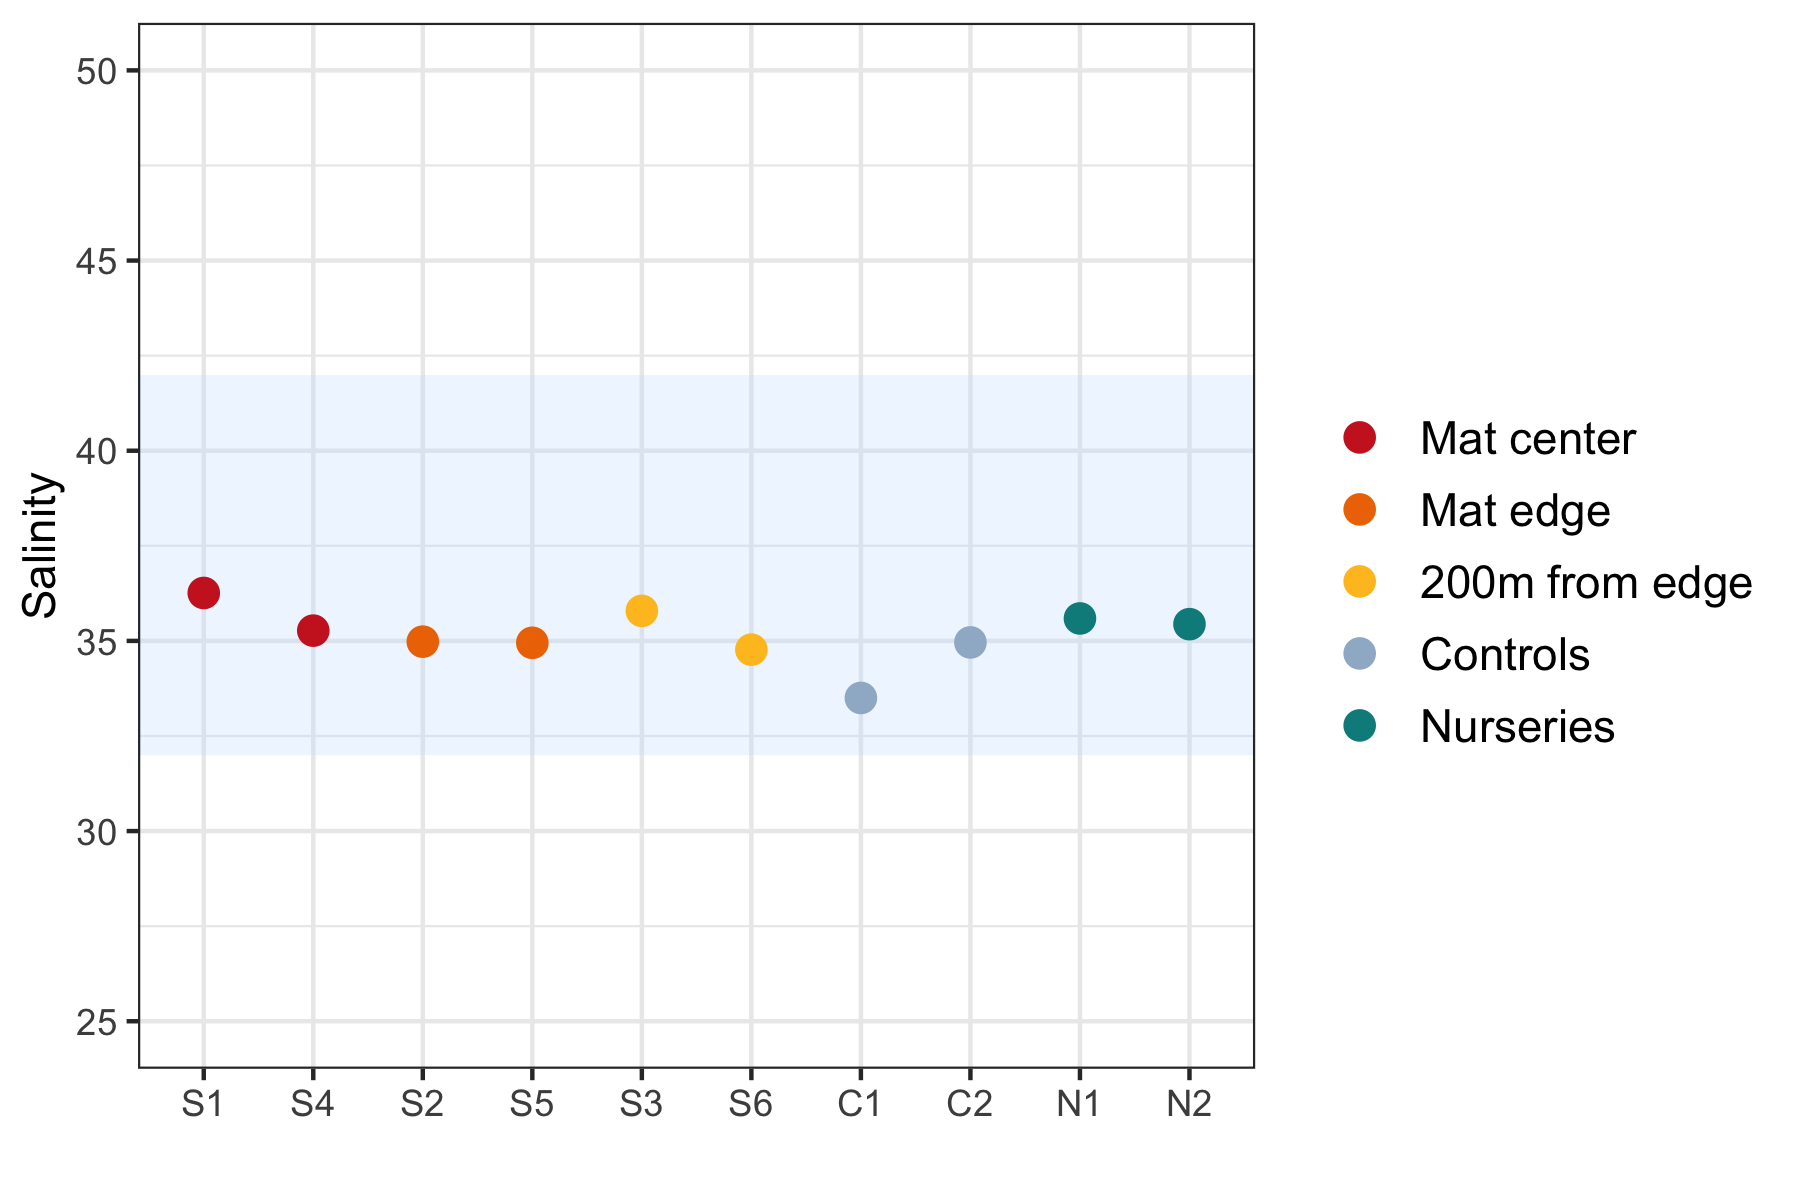 50
45
40
35
30
25
Salinity
S1 S4 S2 S5 S3 S6 C1 C2 N1 N2
Mat center
Mat edge
200m from edge
Controls
Nurseries